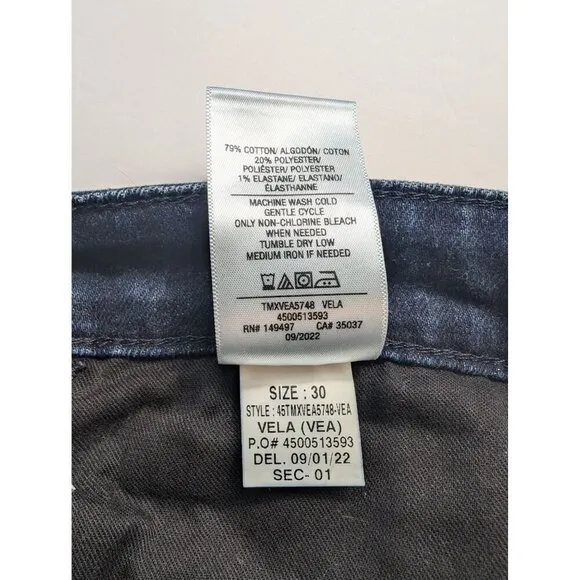 79% COTTON/ ALGODÓN/ COTON
20% POLYESTER/
POLIÉSTER/ POLYESTER
1% ELASTANE/ ELASTANO/
ÉLASTHANNE
MACHINE WASH COLD
GENTLE CYCLE
ONLY NON-CHLORINE BLEACH
WHEN NEEDED
TUMBLE DRY LOW
MEDIUM IRON IF NEEDED
TMXVEA5748 VELA
4500513593
RN# 149497 CA# 35037
09/2022
SIZE : 30
STYLE : 45TMXVEA5748-VEA
VELA (VEA)
P.O# 4500513593
DEL. 09/01/22
SEC- 01